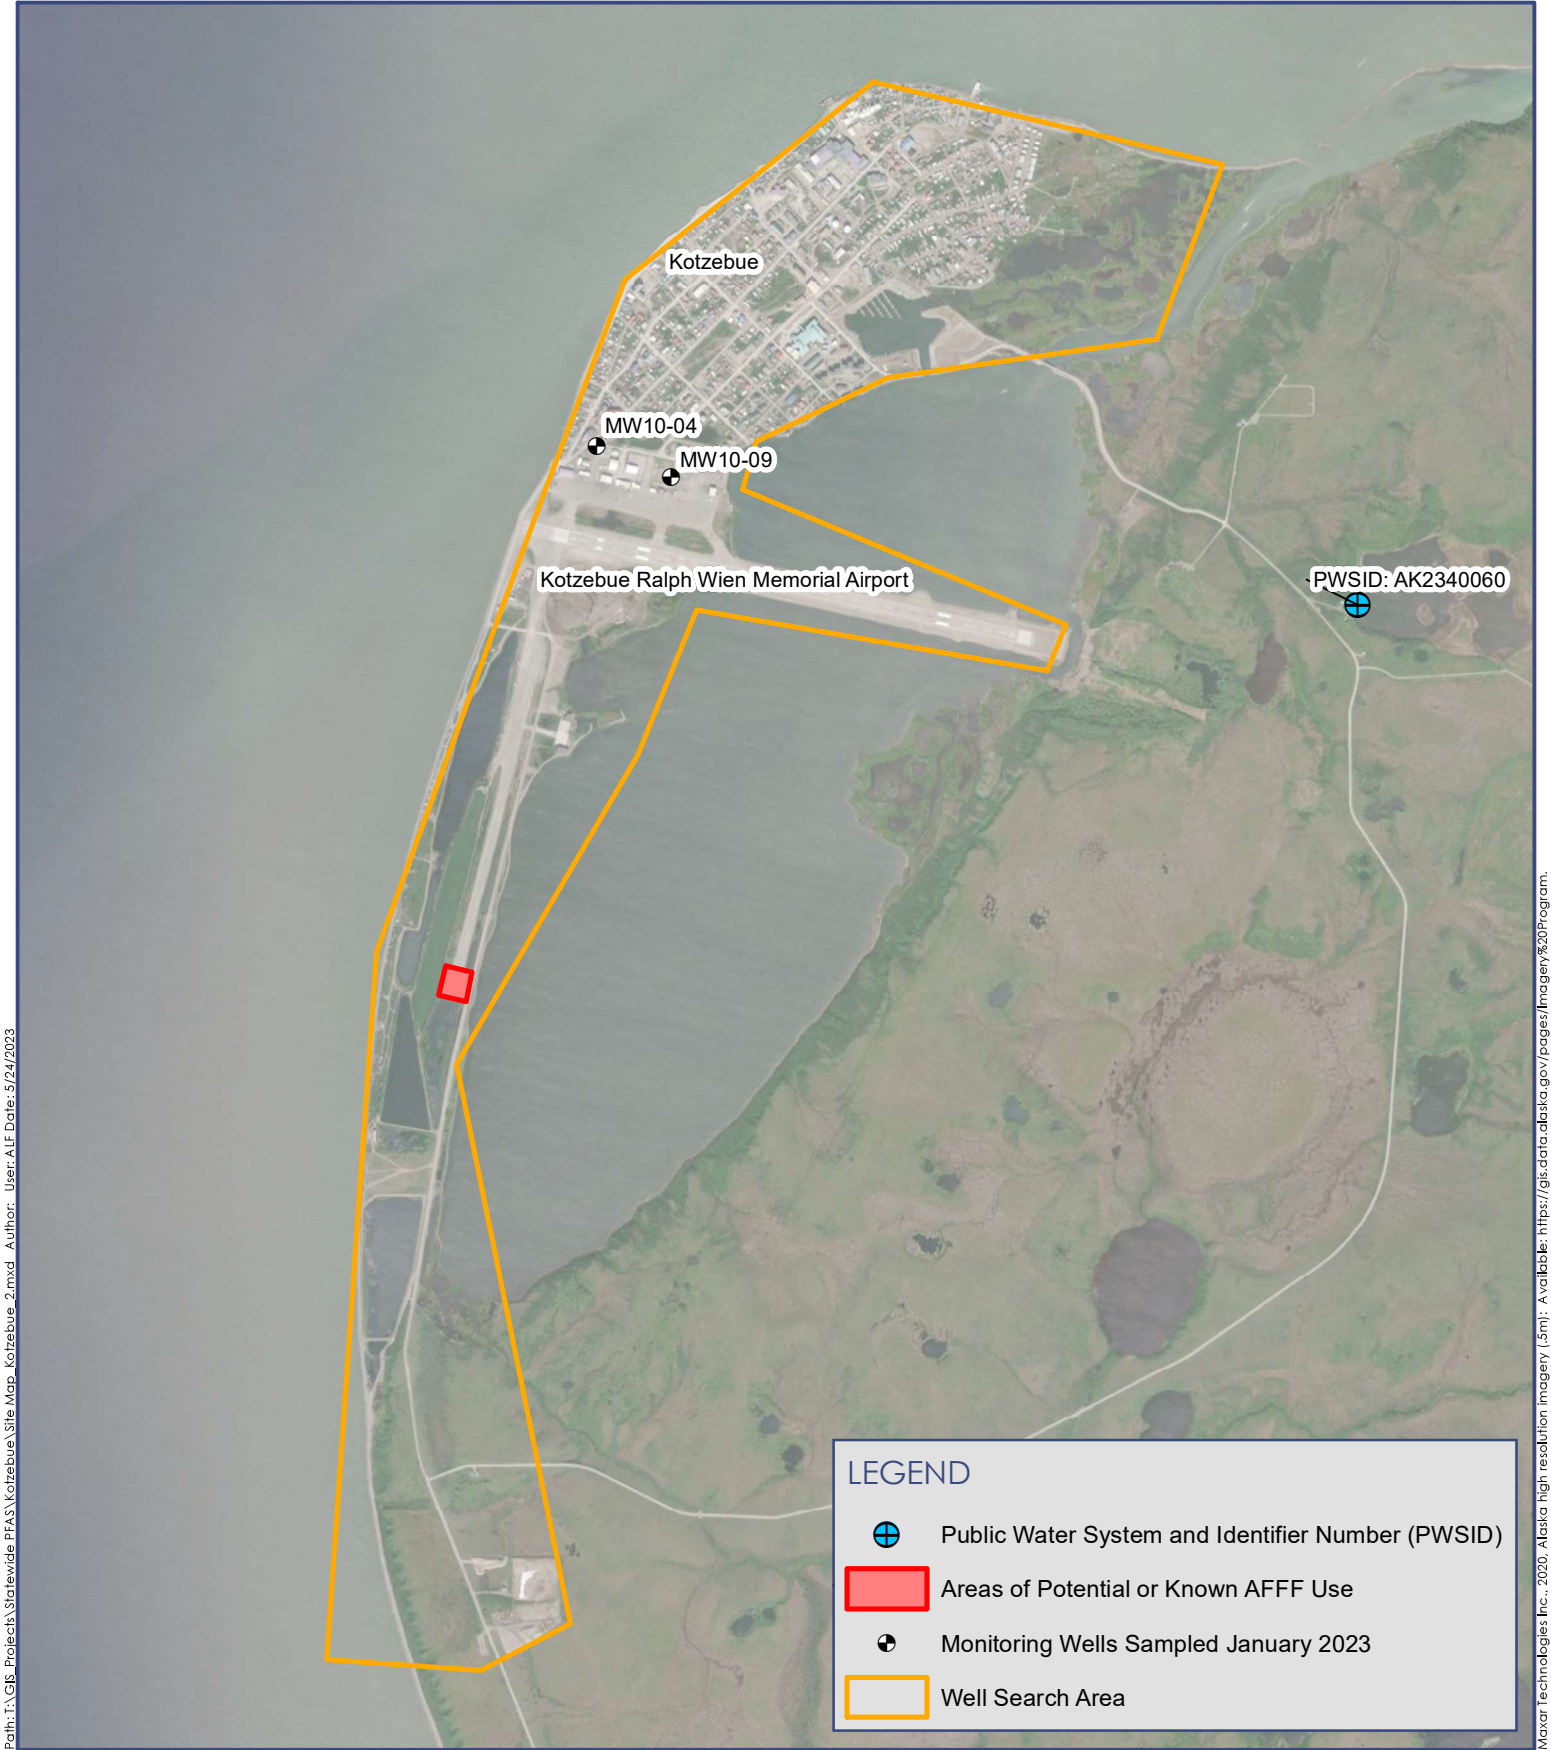 Kotzebue
MW10-04
MW10-09
Kotzebue Ralph Wien Memorial Airport
PWSID: AK2340060
LEGEND
Public Water System and Identifier Number (PWSID)
Areas of Potential or Known AFFF Use
Monitoring Wells Sampled January 2023
Well Search Area
Path: T:\GIS_Projects\Statewide PFAS\Kotzebue\Site Map_Kotzebue_2.mxd Author: User: ALF Date: 5/24/2023
Maxar Technologies Inc., 2020, Alaska high resolution imagery (.5m): Available: https://gis.data.alaska.gov/pages/imagery%20Program.